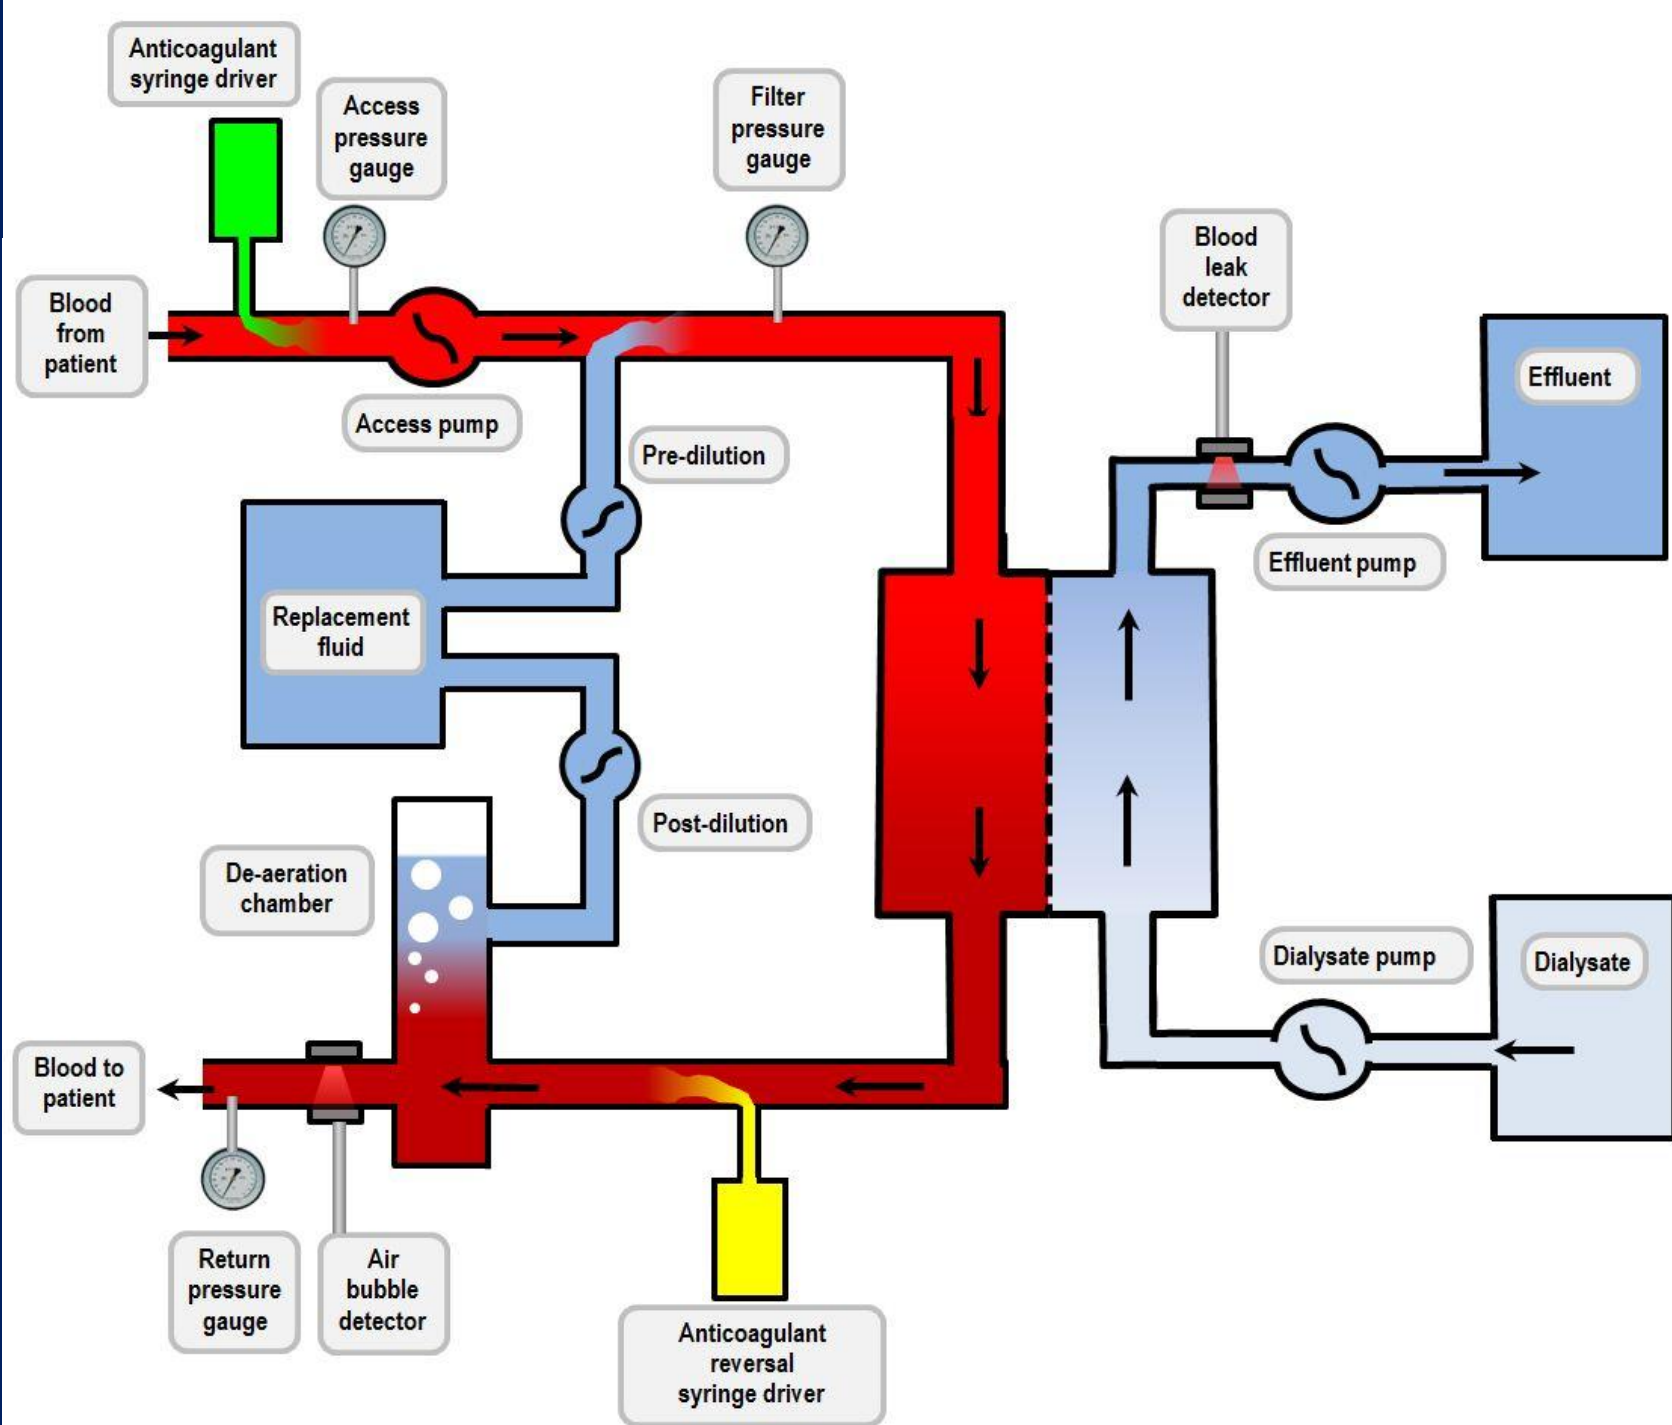 Anticoagulant
syringe driver
Access
pressure
gauge
Filter
pressure
gauge
Blood
leak
detector
Blood
from
patient
Effluent
Access pump
Pre-dilution
Effluent pump
Replacement
fluid
Post-dilution
De-aeration
chamber
Dialysate pump
Dialysate
Blood to
patient
Return
pressure
gauge
Air
bubble
detector
Anticoagulant
reversal
syringe driver